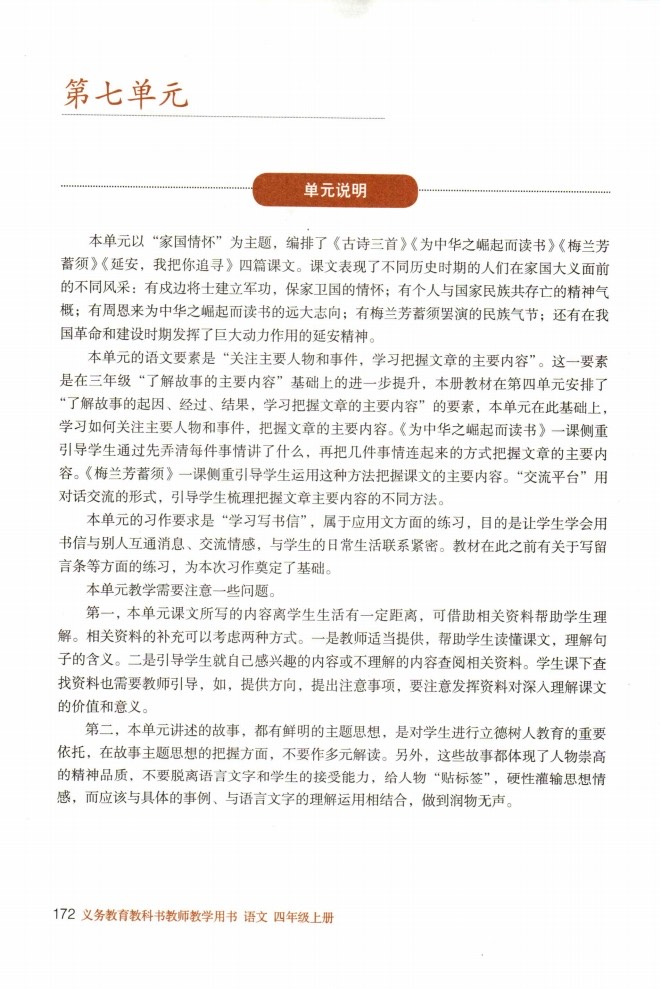 第七单元
单元说明
本单元以“家国情怀”为主题，编排了《古诗三首》《为中华之崛起而读书》《梅兰芳
蓄须》《延安，我把你追寻》四篇课文。课文表现了不同历史时期的人们在家国大义面前
的不同风采：有戍边将士建立军功，保家卫国的情怀；有个人与国家民族共存亡的精神气
概；有周恩来为中华之崛起而读书的远大志向；有梅兰芳蓄须罢演的民族气节；还有在我
国革命和建设时期发挥了巨大动力作用的延安精神。
本单元的语文要素是“关注主要人物和事件，学习把握文章的主要内容”。这一要素
是在三年级“了解故事的主要内容”基础上的进一步提升，本册教材在第四单元安排了
“了解故事的起因、经过、结果，学习把握文章的主要内容”的要素，本单元在此基础上，
学习如何关注主要人物和事件，把握文章的主要内容。《为中华之崛起而读书》一课侧重
引导学生通过先弄清每件事情讲了什么，再把几件事情连起来的方式把握文章的主要内
容。《梅兰芳蓄须》一课侧重引导学生运用这种方法把握课文的主要内容。“交流平台”用
对话交流的形式，引导学生梳理把握文章主要内容的不同方法。
本单元的习作要求是“学习写书信”，属于应用文方面的练习，目的是让学生学会用
书信与别人互通消息、交流情感，与学生的日常生活联系紧密。教材在此之前有关于写留
言条等方面的练习，为本次习作奠定了基础。
本单元教学需要注意一些问题。
第一，本单元课文所写的内容离学生生活有一定距离，可借助相关资料帮助学生理
解。相关资料的补充可以考虑两种方式。一是教师适当提供，帮助学生读懂课文，理解句
子的含义。二是引导学生就自己感兴趣的内容或不理解的内容查阅相关资料。学生课下查
找资料也需要教师引导，如，提供方向，提出注意事项，要注意发挥资料对深入理解课文
的价值和意义。
第二，本单元讲述的故事，都有鲜明的主题思想，是对学生进行立德树人教育的重要
依托，在故事主题思想的把握方面，不要作多元解读。另外，这些故事都体现了人物崇高
的精神品质，不要脱离语言文字和学生的接受能力，给人物“贴标签”，硬性灌输思想情
感，而应该与具体的事例、与语言文字的理解运用相结合，做到润物无声。
172 义务教育教科书教师教学用书 语文 四年级上册